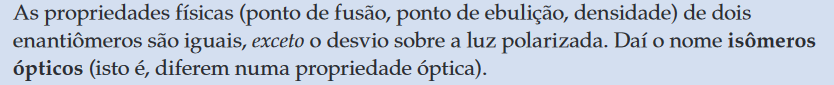 As propriedades físicas (ponto de fusão, ponto de ebulição, densidade) de dois
enantiômeros são iguais, exceto o desvio sobre a luz polarizada. Daí o nome isômeros
ópticos (isto é, diferem numa propriedade óptica).